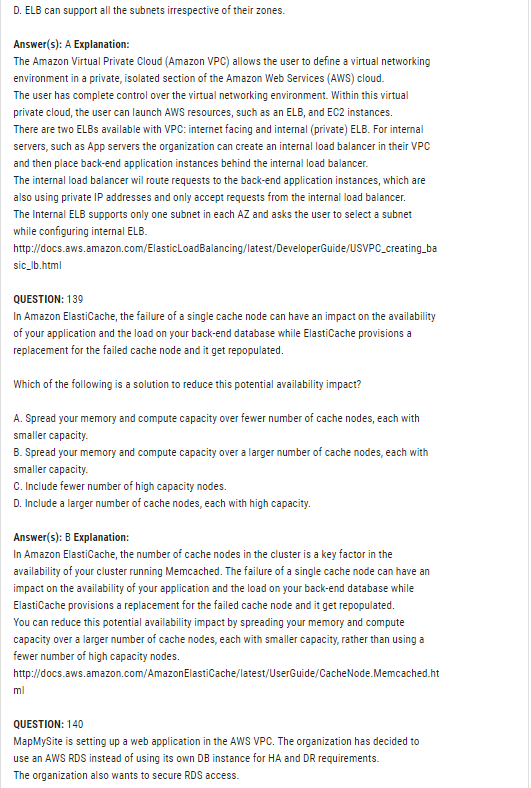 D. ELB can support all the subnets irrespective of their zones.
Answer(s): A Explanation:
The Amazon Virtual Private Cloud (Amazon VPC) allows the user to define a virtual networking
environment in a private, isolated section of the Amazon Web Services (AWS) cloud.
The user has complete control over the virtual networking environment. Within this virtual
private cloud, the user can launch AWS resources, such as an ELB, and EC2 instances.
There are two ELBs available with VPC: internet facing and internal (private) ELB. For internal
servers, such as App servers the organization can create an internal load balancer in their VPC
and then place back-end application instances behind the internal load balancer.
The internal load balancer wil route requests to the back-end application instances, which are
also using private IP addresses and only accept requests from the internal load balancer.
The Internal ELB supports only one subnet in each AZ and asks the user to select a subnet
while configuring internal ELB.
http://docs.aws.amazon.com/ElasticLoadBalancing/latest/DeveloperGuide/USVPC_creating_ba
sic_lb.html
QUESTION: 139
In Amazon ElastiCache, the failure of a single cache node can have an impact on the availability
of your application and the load on your back-end database while ElastiCache provisions a
replacement for the failed cache node and it get repopulated.
Which of the following is a solution to reduce this potential availability impact?
A. Spread your memory and compute capacity over fewer number of cache nodes, each with
smaller capacity.
B. Spread your memory and compute capacity over a larger number of cache nodes, each with
smaller capacity.
C. Include fewer number of high capacity nodes.
D. Include a larger number of cache nodes, each with high capacity.
Answer(s): B Explanation:
In Amazon ElastiCache, the number of cache nodes in the cluster is a key factor in the
availability of your cluster running Memcached. The failure of a single cache node can have an
impact on the availability of your application and the load on your back-end database while
ElastiCache provisions a replacement for the failed cache node and it get repopulated.
You can reduce this potential availability impact by spreading your memory and compute
capacity over a larger number of cache nodes, each with smaller capacity, rather than using a
fewer number of high capacity nodes.
http://docs.aws.amazon.com/AmazonElastiCache/latest/UserGuide/CacheNode.Memcached.ht
ml
QUESTION: 140
MapMySite is setting up a web application in the AWS VPC. The organization has decided to
use an AWS RDS instead of using its own DB instance for HA and DR requirements.
The organization also wants to secure RDS access.